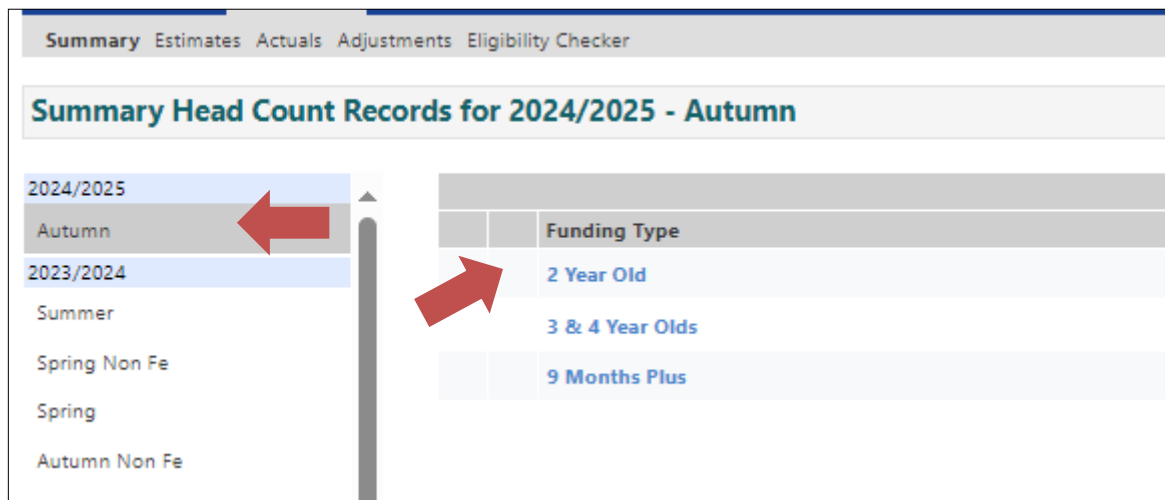 Summary Estimates Actuals Adjustments Eligibility Checker
Summary Head Count Records for 2024/2025 - Autumn
2024/2025
Autumn
2023/2024
Summer
Spring Non Fe
Spring
Autumn Non Fe
Funding Type
2 Year Old
3 & 4 Year Olds
9 Months Plus